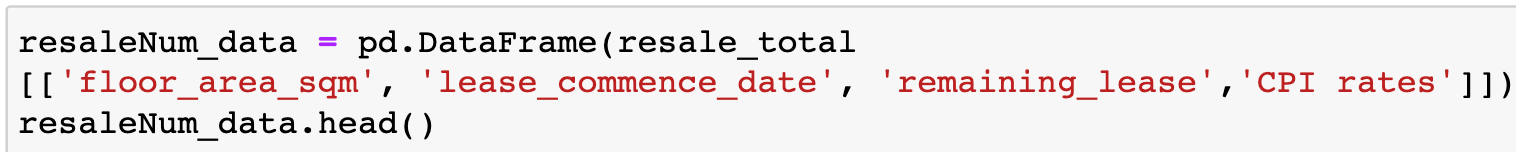 resaleNum_data = pd.DataFrame(resale_total
[['floor_area_sqm', 'lease_commence_date', 'remaining_lease','CPI rates']])
resaleNum_data.head()